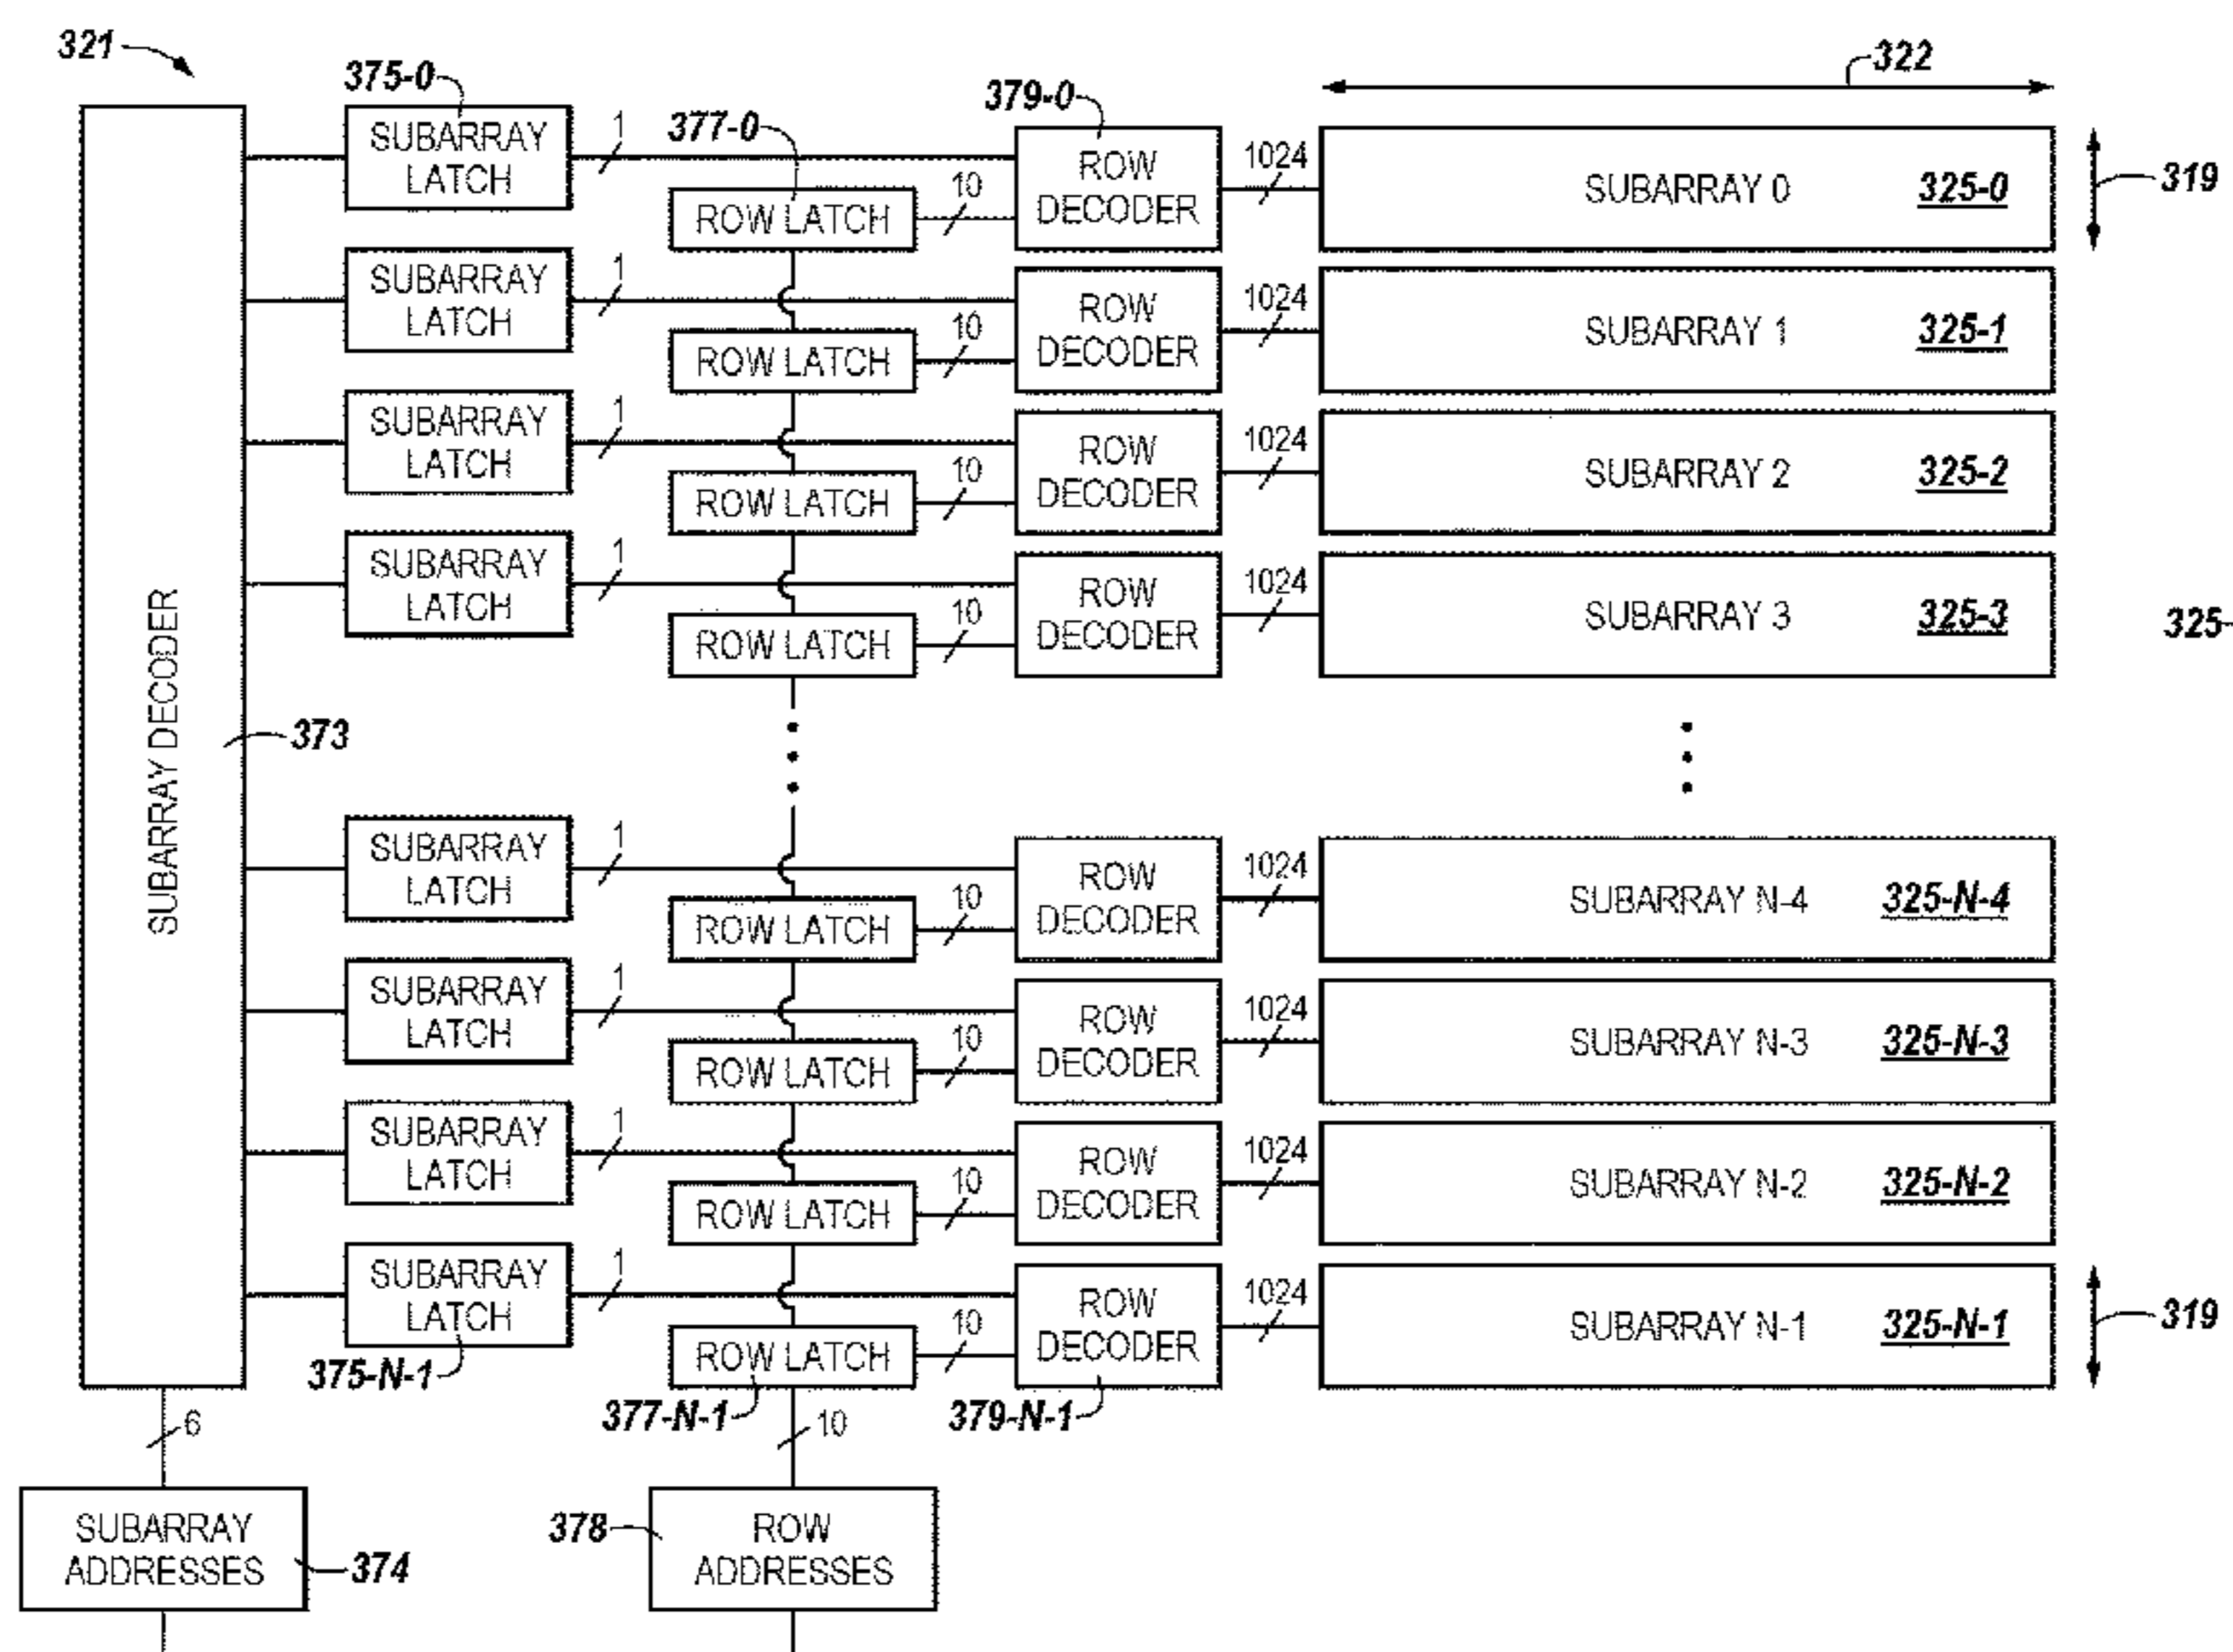 321
375-0
322
379-0
SUBARRAY
LATCH
1
377-0
ROW
DECODER
1024
SUBARRAY 0 325-0
319
ROW LATCH
10
SUBARRAY
LATCH
1
ROW
DECODER
1024
SUBARRAY 1 325-1
ROW LATCH
10
SUBARRAY
LATCH
1
ROW
DECODER
1024
SUBARRAY 2 325-2
ROW LATCH
10
SUBARRAY
LATCH
1
ROW
DECODER
1024
SUBARRAY 3 325-3
325
ROW LATCH
10
SUBARRAY DECODER
373
SUBARRAY
LATCH
1
ROW
DECODER
1024
SUBARRAY N-4 325-N-4
ROW LATCH
10
SUBARRAY
LATCH
1
ROW
DECODER
1024
SUBARRAY N-3 325-N-3
ROW LATCH
10
SUBARRAY
LATCH
1
ROW
DECODER
1024
SUBARRAY N-2 325-N-2
ROW LATCH
10
SUBARRAY
LATCH
1
ROW
DECODER
1024
SUBARRAY N-1 325-N-1
319
ROW LATCH
10
375-N-1
377-N-1
379-N-1
6
10
SUBARRAY
ADDRESSES
374
378
ROW
ADDRESSES